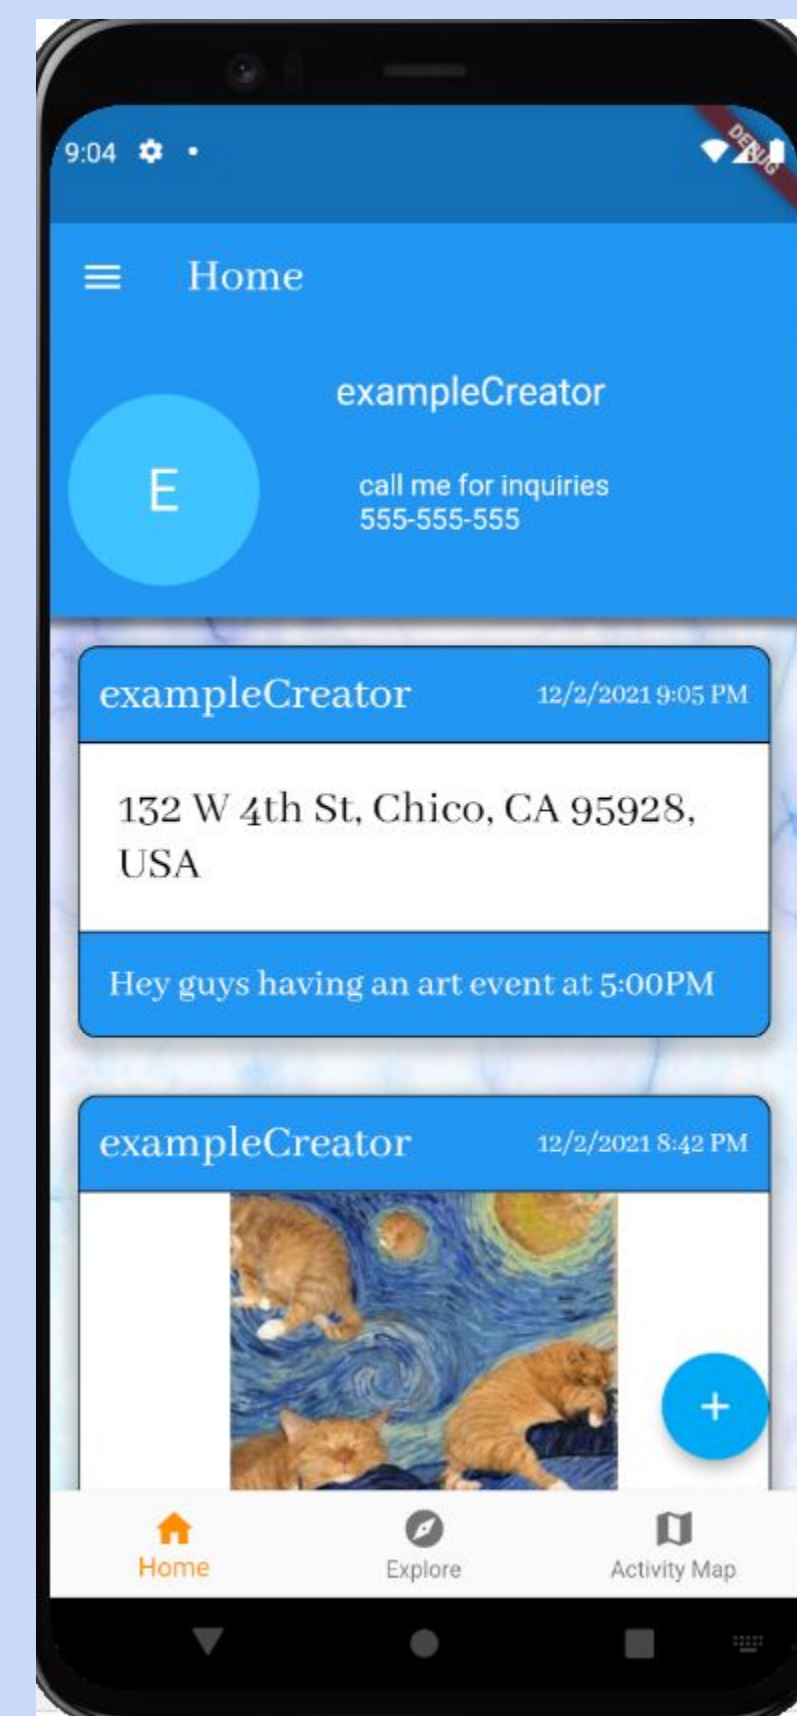 9:04
DEBUG
Home
exampleCreator
E
call me for inquiries
555-555-555
exampleCreator
12/2/2021 9:05 PM
132 W 4th St, Chico, CA 95928,
USA
Hey guys having an art event at 5:00PM
exampleCreator
12/2/2021 8:42 PM
+
Home
Explore
Activity Map